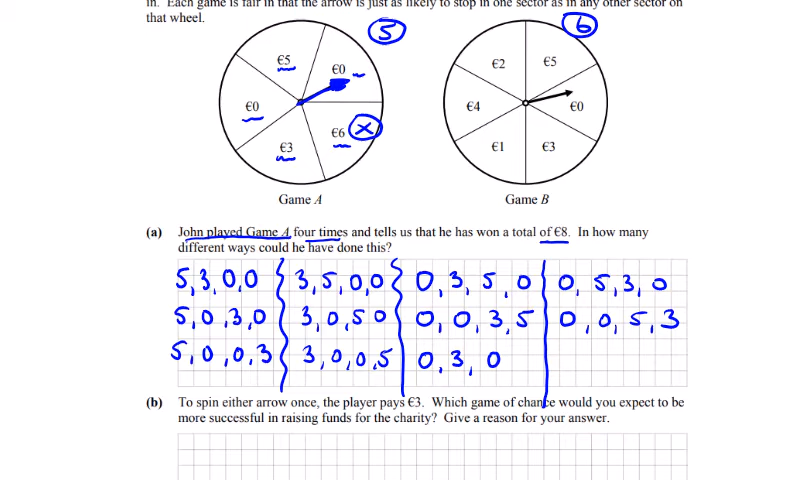 in. Each game is fair in that the arrow is just as likely to stop in one sector as in any other sector on
that wheel.
5
6
€5
€0
€0
€3
€6
X
€2
€5
€4
€0
€1
€3
Game A
Game B
(a) John played Game A four times and tells us that he has won a total of €8. In how many
different ways could he have done this?
5,3,0,0 3,5,0,0 0,3,5,0 0,5,3,0
5,0,3,0 3,0,5 0 0,0,3,5 0,0,5,3
5,0,0,3 3,0,0,5 0,3,0
(b) To spin either arrow once, the player pays €3. Which game of chance would you expect to be
more successful in raising funds for the charity? Give a reason for your answer.